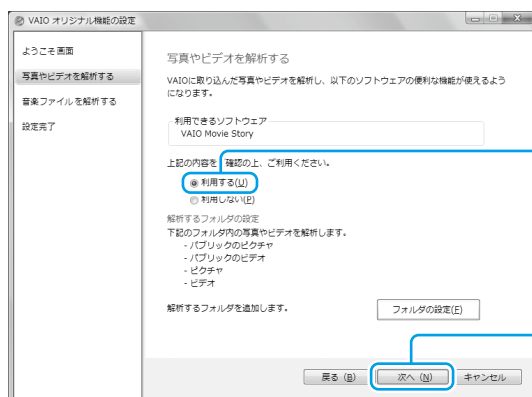 VAIO オリジナル機能の設定
ようこそ画面
写真やビデオを解析する
音楽ファイルを解析する
設定完了
写真やビデオを解析する
VAIOに取り込んだ写真やビデオを解析し、以下のソフトウェアの便利な機能が使えるよう
になります。
利用できるソフトウェア
VAIO Movie Story
上記の内容を 確認の上、ご利用ください。
利用する(U)
利用しない(P)
解析するフォルダの設定
下記のフォルダ内の写真やビデオを解析します。
- パブリックのピクチャ
- パブリックのビデオ
- ピクチャ
- ビデオ
解析するフォルダを追加します。
フォルダの設定(F)
戻る (B)
次へ (N)
キャンセル